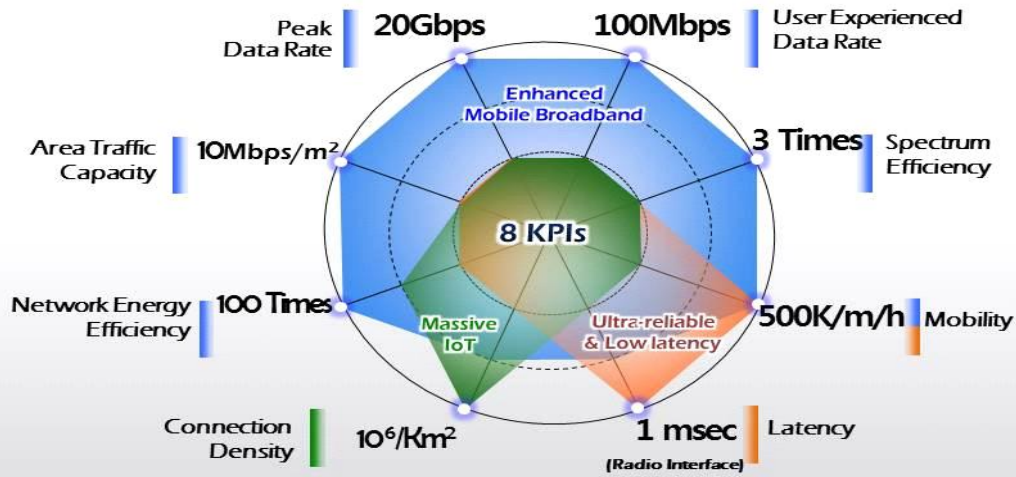 Peak
Data Rate
20Gbps
100Mbps
User Experienced
Data Rate
Enhanced
Mobile Broadband
Area Traffic
Capacity
10Mbps/m²
3 Times
Spectrum
Efficiency
8 KPIs
Network Energy
Efficiency
100 Times
Massive
IoT
Ultra-reliable
& Low latency
500K/m/h
Mobility
Connection
Density
10⁶/Km²
1 msec
(Radio Interface)
Latency